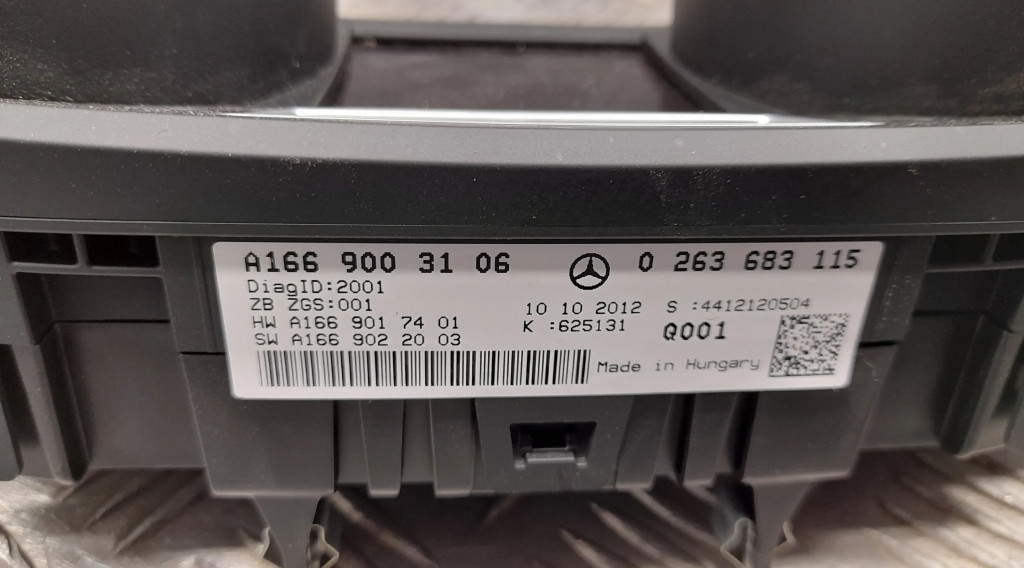 A166 900 31 06
0 263 683 115
DiagID:2001
ZB ZGS:001
10 10 2012
S :4412120504
HW A166 901 74 01
K :625131
Q001
SW A166 902 20 03
Made in Hungary